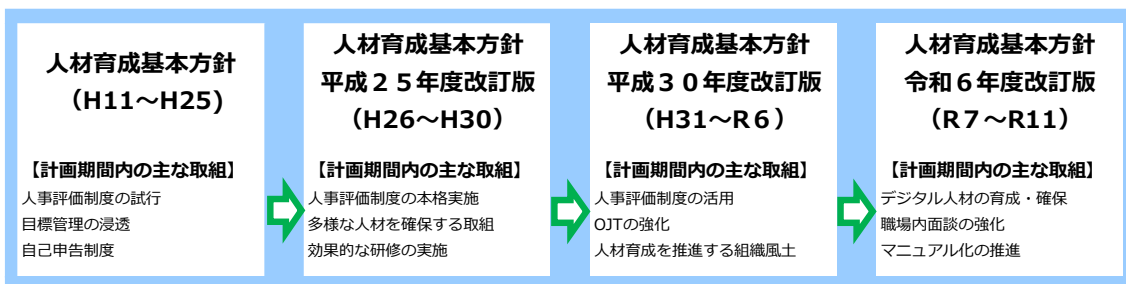 人材育成基本方針
（H11～H25)
【計画期間内の主な取組】
人事評価制度の試行
目標管理の浸透
自己申告制度
人材育成基本方針
平成２５年度改訂版
（H26～H30）
【計画期間内の主な取組】
人事評価制度の本格実施
多様な人材を確保する取組
効果的な研修の実施
人材育成基本方針
平成３０年度改訂版
（H31～R６）
【計画期間内の主な取組】
人事評価制度の活用
OJTの強化
人材育成を推進する組織風土
人材育成基本方針
令和６年度改訂版
（R７～R11）
【計画期間内の主な取組】
デジタル人材の育成・確保
職場内面談の強化
マニュアル化の推進